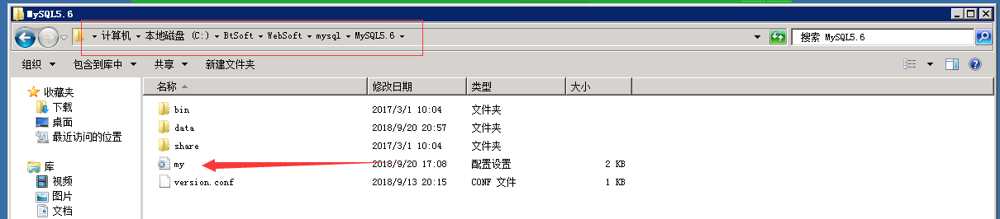 MySQL5.6
计算机 本地磁盘 (C:) BtSoft WebSoft mysql MySQL5.6 搜索 MySQL5.6
组织 包含到库中 共享 新建文件夹
收藏夹 名称 修改日期 类型 大小
下载 bin 2017/3/1 10:04 文件夹
桌面 data 2018/9/20 20:57 文件夹
最近访问的位置 share 2017/3/1 10:04 文件夹
库 my 2018/9/20 17:08 配置设置 2 KB
视频 version.conf 2018/9/13 20:15 CONF 文件 1 KB
图片
文档